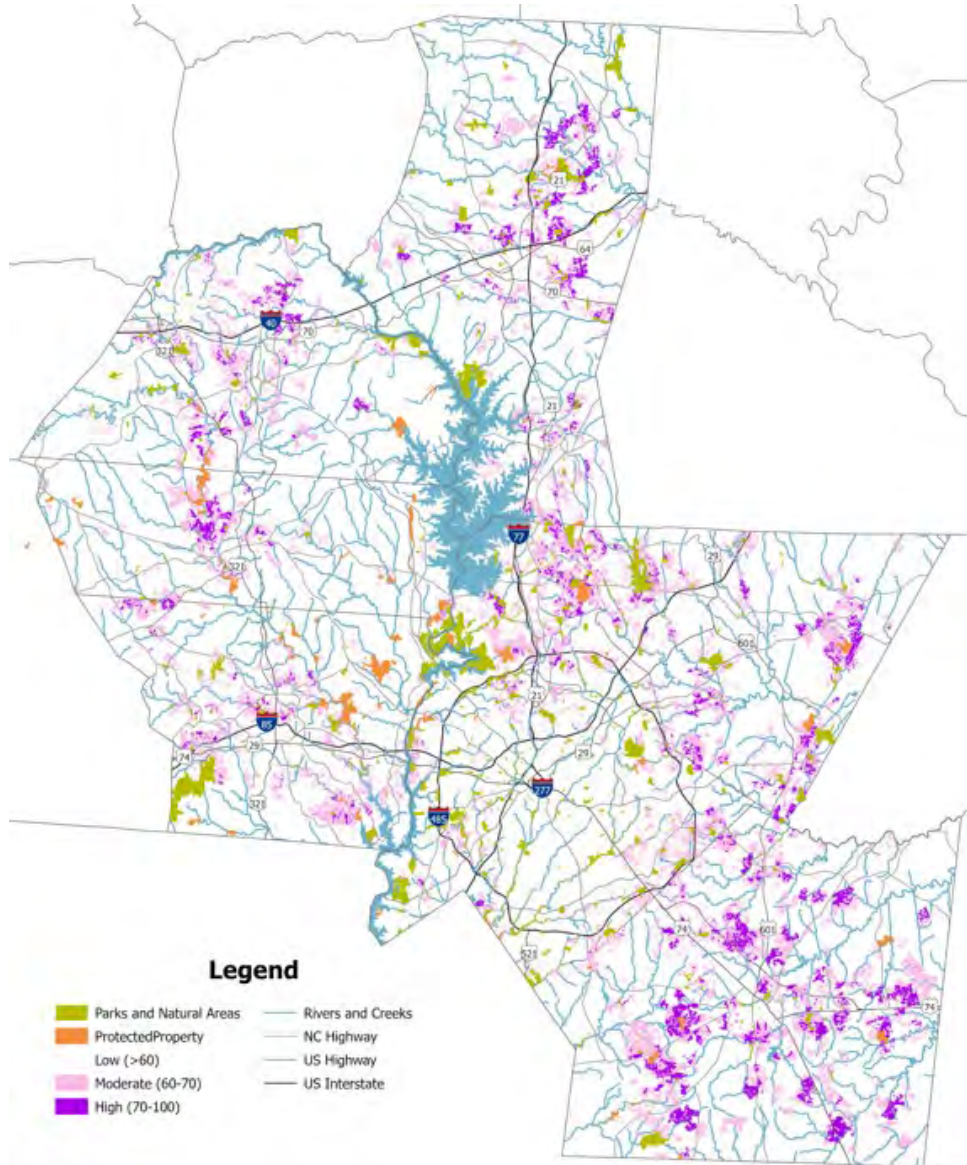 21
64
70
40
70
321
21
77
29
321
601
21
85
29
74
29
277
321
485
74
601
521
74
Legend
Parks and Natural Areas
ProtectedProperty
Low (>60)
Moderate (60-70)
High (70-100)
Rivers and Creeks
NC Highway
US Highway
US Interstate